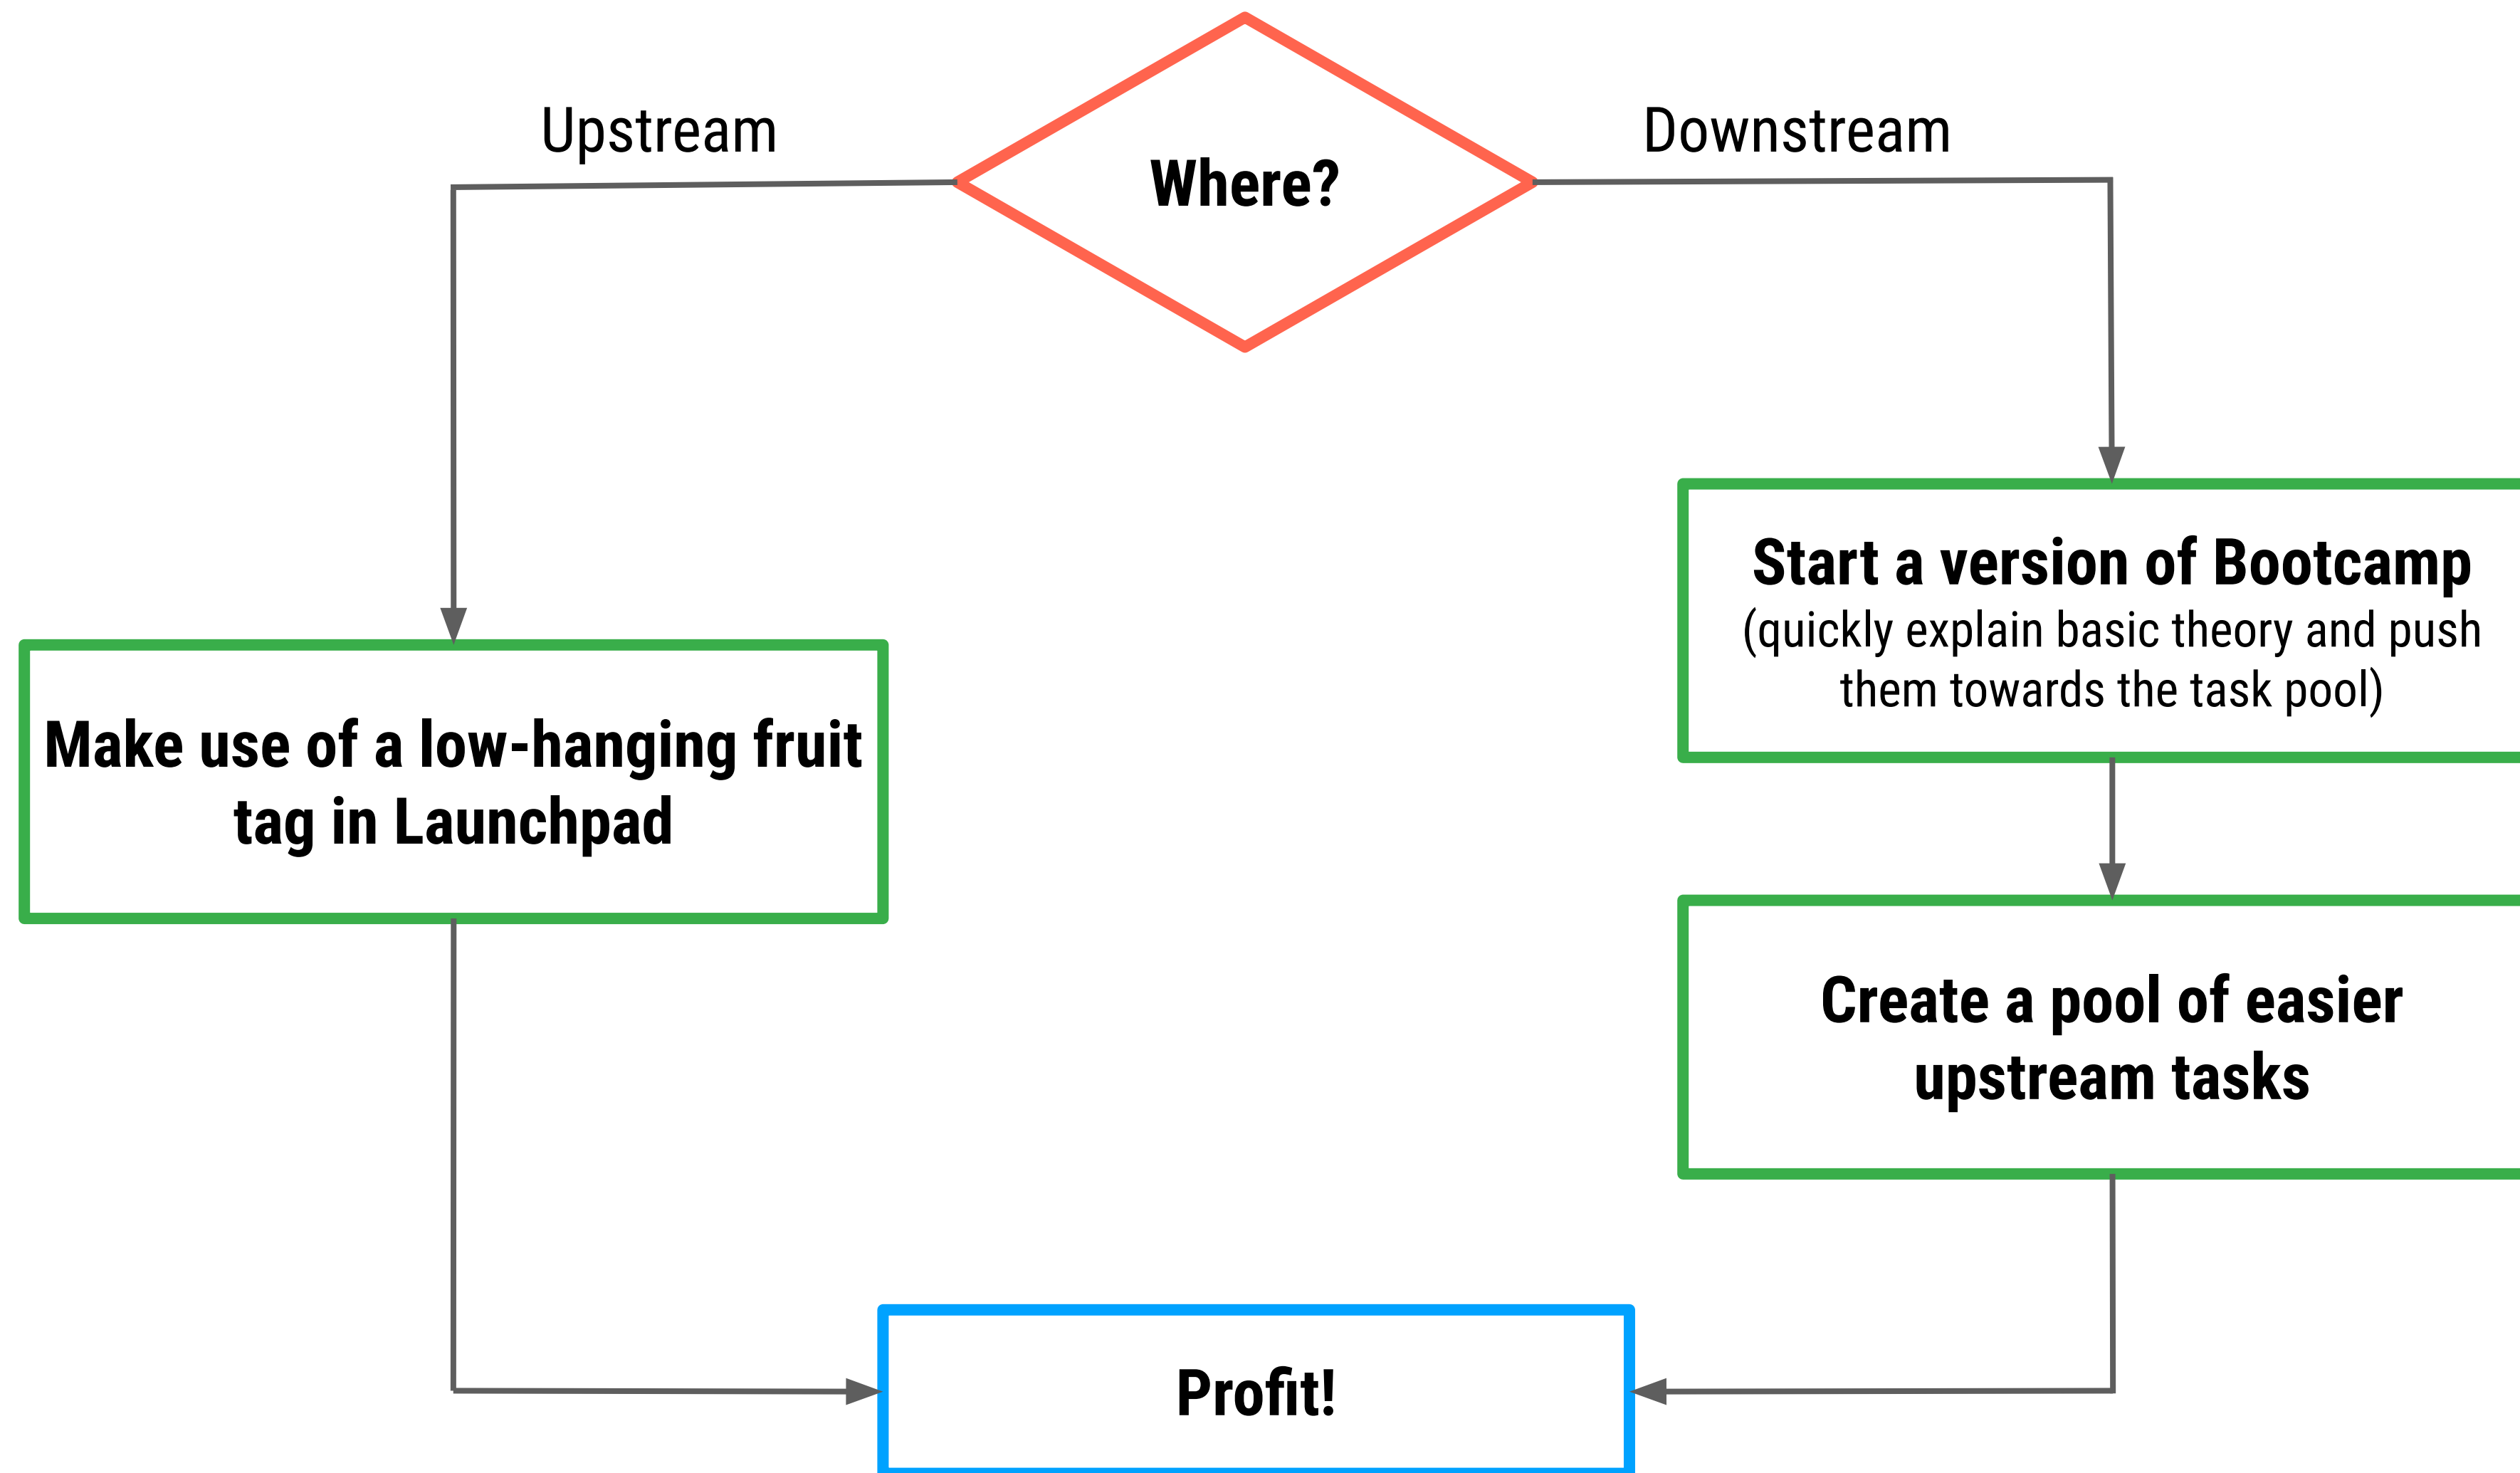 Upstream
Where?
Downstream
Start a version of Bootcamp
(quickly explain basic theory and push
them towards the task pool)
Make use of a low-hanging fruit
tag in Launchpad
Create a pool of easier
upstream tasks
Profit!